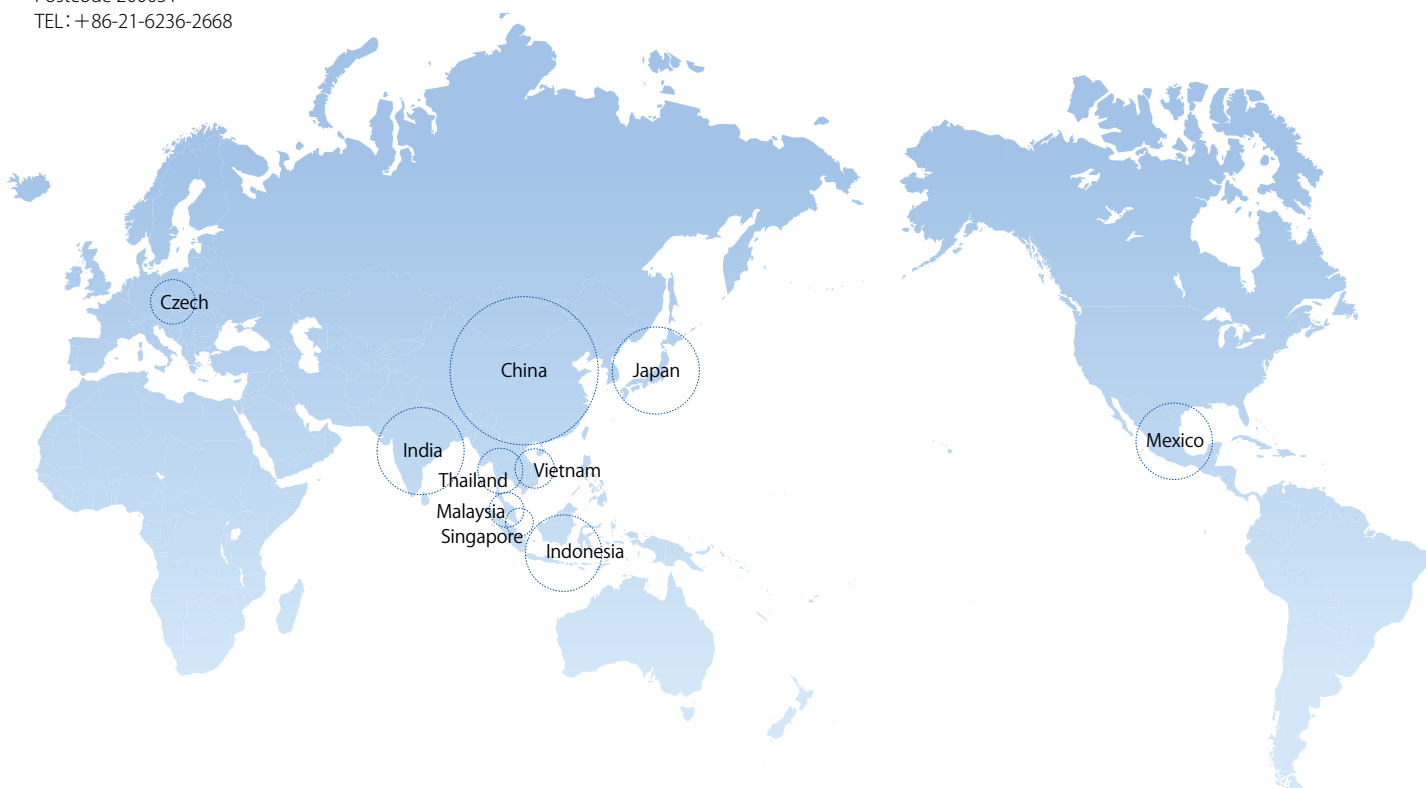 TEL：＋86-21-6236-2668
Czech
China
Japan
India
Mexico
Thailand
Vietnam
Malaysia
Singapore
Indonesia